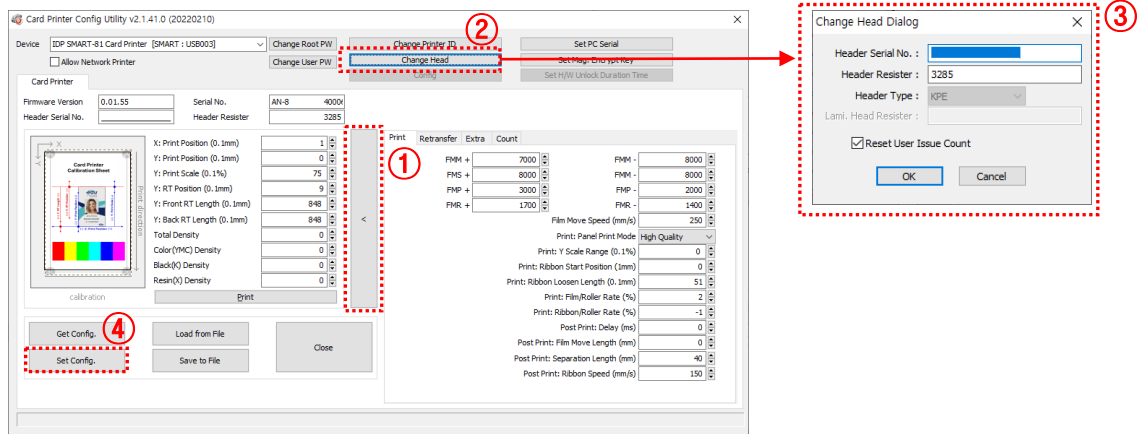 Card Printer Config Utility v2.1.41.0 (20220210)
Device
IDP SMART-81 Card Printer [SMART : USB003]
Change Root PW
Change Printer ID
Set PC Serial
Allow Network Printer
Change User PW
Change Head
Set Mag. Encrypt Key
Config
Set H/W Unlock Duration Time
②
Card Printer
Firmware Version 0.01.55
Serial No. AN-8 4000
Header Serial No.
Header Resister 3285
X
Y
Card Printer
Calibration Sheet
Print direction
calibration
X: Print Position (0.1mm) 1
Y: Print Position (0.1mm) 0
Y: Print Scale (0.1%) 75
Y: RT Position (0.1mm) 9
Y: Front RT Length (0.1mm) 848
Y: Back RT Length (0.1mm) 848
Total Density 0
Color(YMC) Density 0
Black(K) Density 0
Resin(X) Density 0
Print
<
①
Print Retransfer Extra Count
FMM + 7000 FMM - 8000
FMS + 8000 FMM - 8000
FMP + 3000 FMP - 2000
FMR + 1700 FMR - 1400
Film Move Speed (mm/s) 250
Print: Panel Print Mode High Quality
Print: Y Scale Range (0.1%) 0
Print: Ribbon Start Position (1mm) 0
Print: Ribbon Loosen Length (0.1mm) 51
Print: Film/Roller Rate (%) 2
Print: Ribbon/Roller Rate (%) -1
Post Print: Delay (ms) 0
Post Print: Film Move Length (mm) 0
Post Print: Separation Length (mm) 40
Post Print: Ribbon Speed (mm/s) 150
Get Config.
④
Load from File
Close
Set Config.
Save to File
③
Change Head Dialog
Header Serial No. :
Header Resister : 3285
Header Type : KPE
Lami. Head Resister :
Reset User Issue Count
OK
Cancel